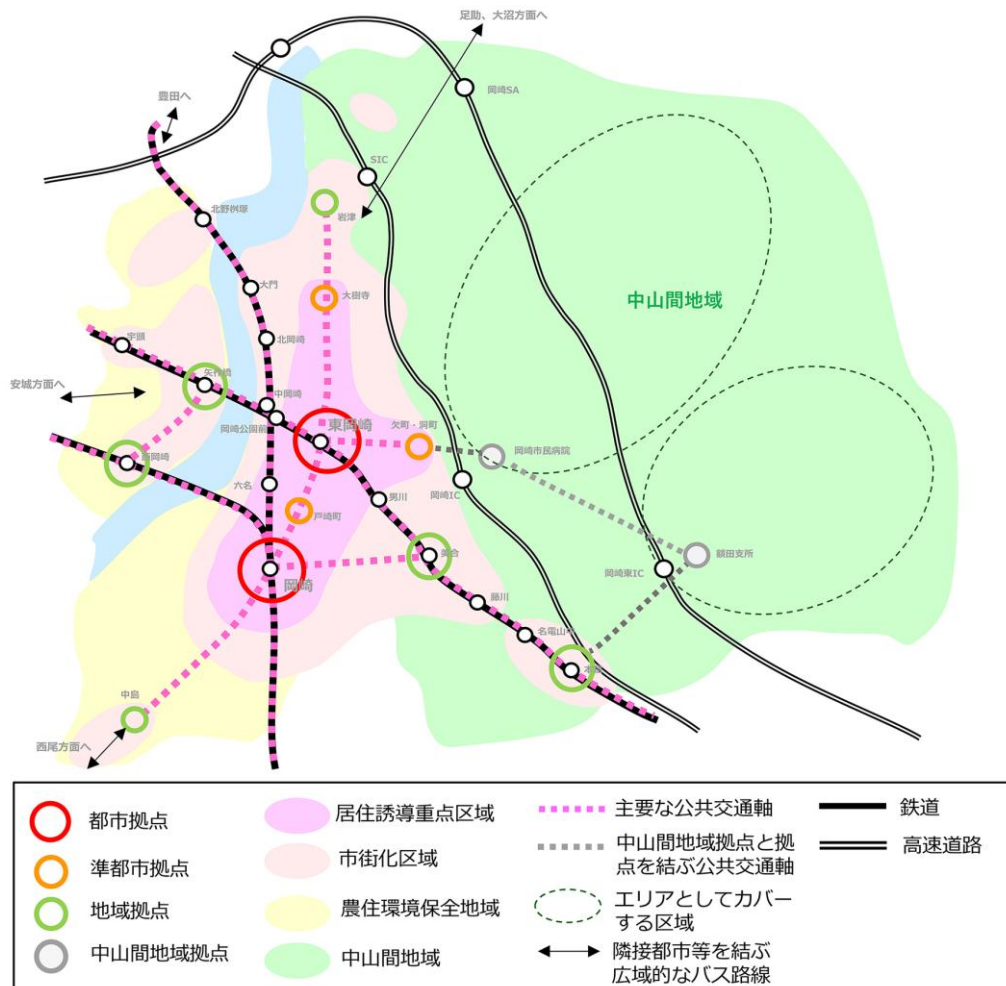 足助、大沼方面へ
岡崎SA
豊田へ
SIC
北野桝塚
岩津
大門
大樹寺
中山間地域
北岡崎
宇頭
矢作橋
安城方面へ
中岡崎
岡崎公園前
東岡崎
欠町・洞町
岡崎市民病院
西岡崎
六名
男川
岡崎IC
戸崎町
美合
額田支所
岡崎
岡崎東IC
藤川
名電山中
本宿
中島
西尾方面へ
都市拠点
準都市拠点
地域拠点
中山間地域拠点
居住誘導重点区域
市街化区域
農住環境保全地域
中山間地域
主要な公共交通軸
中山間地域拠点と拠
点を結ぶ公共交通軸
エリアとしてカバー
する区域
隣接都市等を結ぶ
広域的なバス路線
鉄道
高速道路